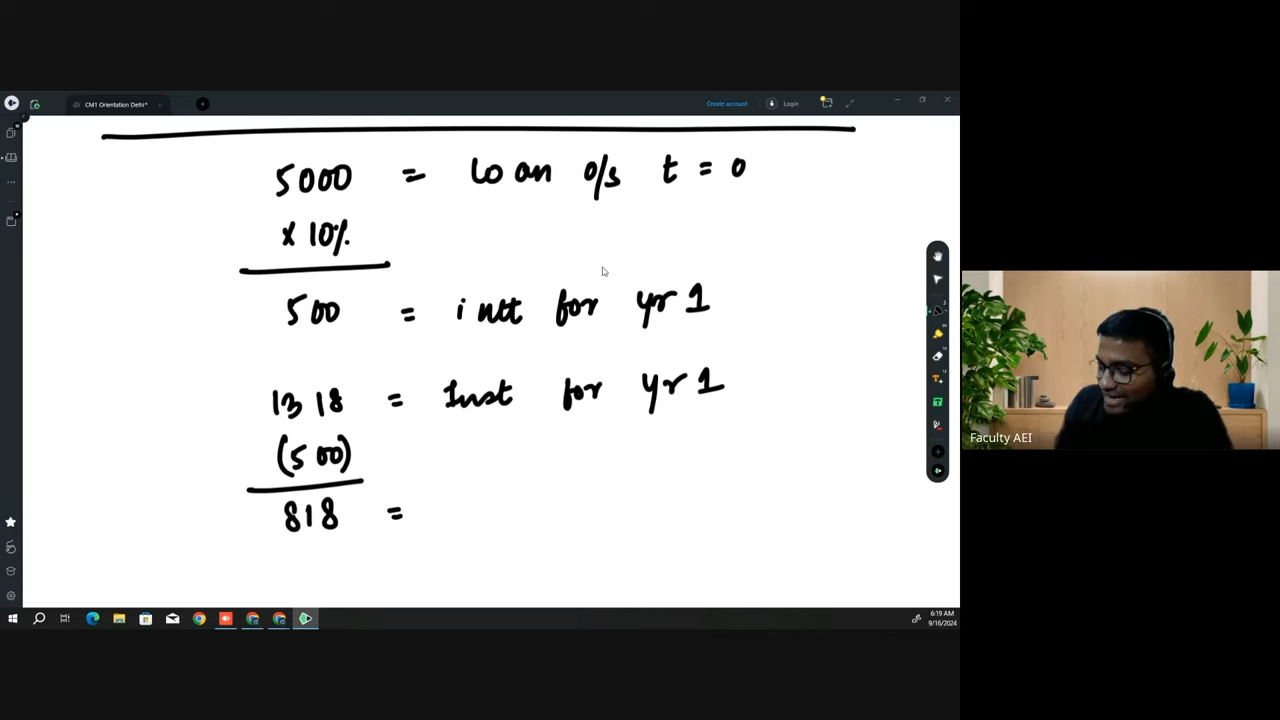 CM1 Orientation Delhi*
Create account
Login
5000 = loan o/s t = 0
x 10%
500 = intt for yr 1
1318 = Inst for yr 1
(500)
818 =
Faculty AEI
6:19 AM
9/16/2024